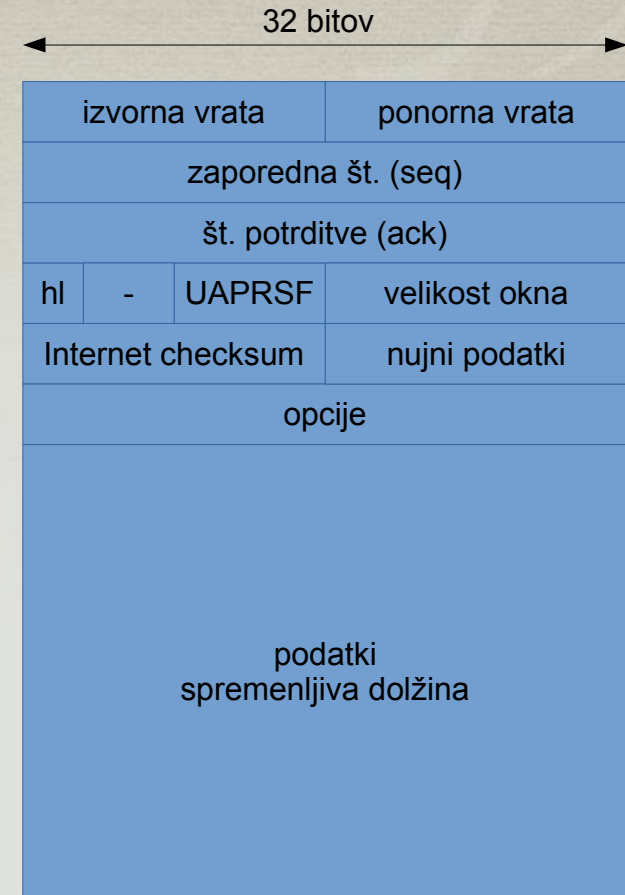 32 bitov
izvorna vrata ponorna vrata
zaporedna št. (seq)
št. potrditve (ack)
hl - UAPRSF velikost okna
Internet checksum nujni podatki
opcije
podatki
spremenljiva dolžina